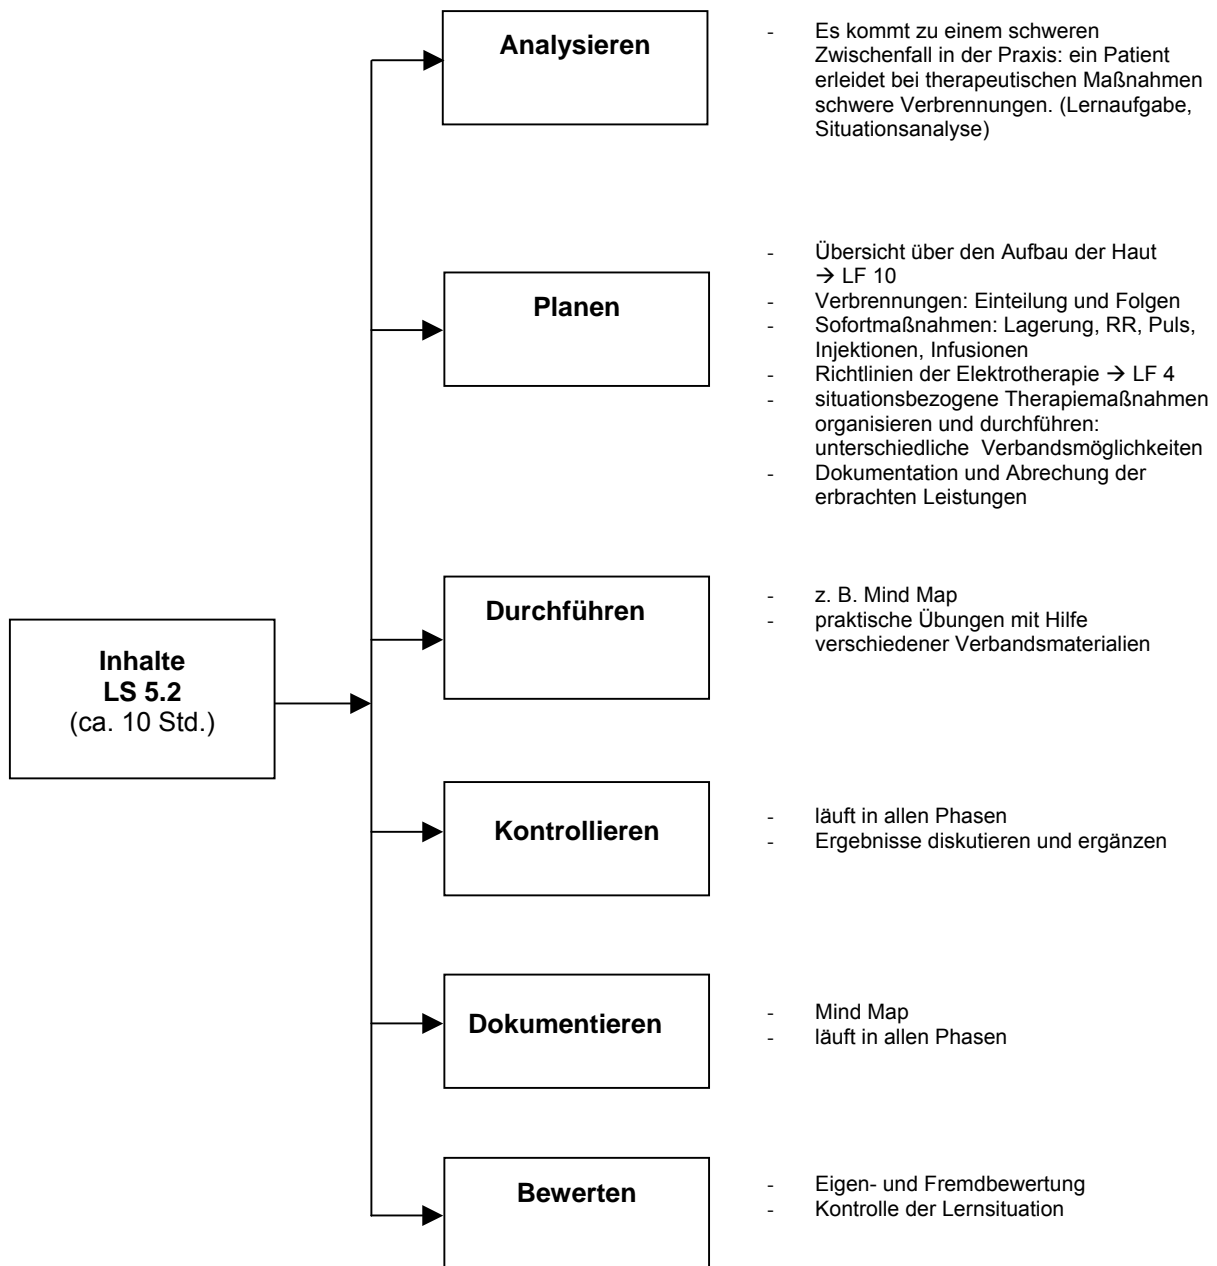 Analysieren
- Es kommt zu einem schweren
Zwischenfall in der Praxis: ein Patient
erleidet bei therapeutischen Maßnahmen
schwere Verbrennungen. (Lernaufgabe,
Situationsanalyse)
Planen
- Übersicht über den Aufbau der Haut
→ LF 10
- Verbrennungen: Einteilung und Folgen
- Sofortmaßnahmen: Lagerung, RR, Puls,
Injektionen, Infusionen
- Richtlinien der Elektrotherapie → LF 4
- situationsbezogene Therapiemaßnahmen
organisieren und durchführen:
unterschiedliche Verbandsmöglichkeiten
- Dokumentation und Abrechung der
erbrachten Leistungen
Inhalte
LS 5.2
(ca. 10 Std.)
Durchführen
- z. B. Mind Map
- praktische Übungen mit Hilfe
verschiedener Verbandsmaterialien
Kontrollieren
- läuft in allen Phasen
- Ergebnisse diskutieren und ergänzen
Dokumentieren
- Mind Map
- läuft in allen Phasen
Bewerten
- Eigen- und Fremdbewertung
- Kontrolle der Lernsituation